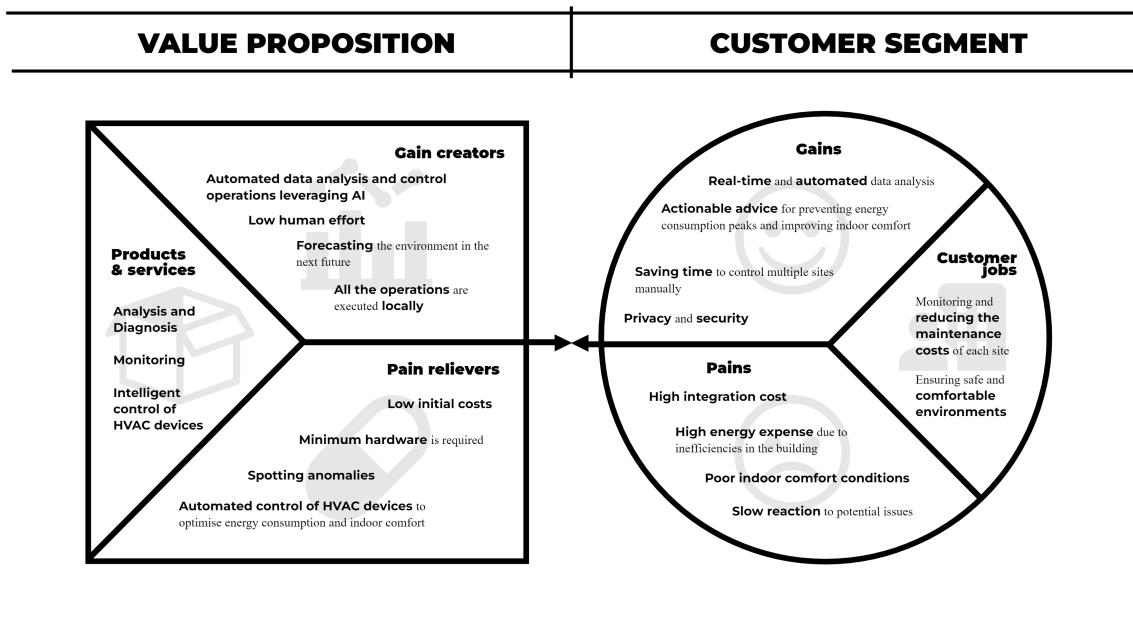 VALUE PROPOSITION
CUSTOMER SEGMENT
Gain creators
Automated data analysis and control
operations leveraging AI
Low human effort
Forecasting the environment in the
next future
All the operations are
executed locally
Products
& services
Analysis and
Diagnosis
Monitoring
Intelligent
control of
HVAC devices
Pain relievers
Low initial costs
Minimum hardware is required
Spotting anomalies
Automated control of HVAC devices to
optimise energy consumption and indoor comfort
Gains
Real-time and automated data analysis
Actionable advice for preventing energy
consumption peaks and improving indoor comfort
Saving time to control multiple sites
manually
Privacy and security
Customer
jobs
Monitoring and
reducing the
maintenance
costs of each site
Ensuring safe and
comfortable
environments
Pains
High integration cost
High energy expense due to
inefficiencies in the building
Poor indoor comfort conditions
Slow reaction to potential issues